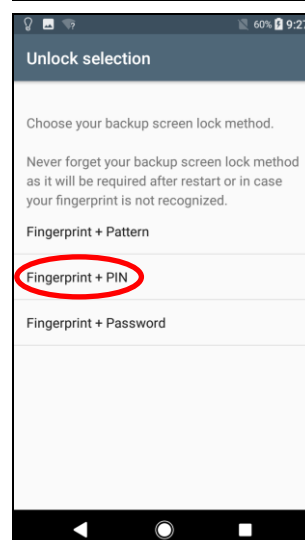 60% 9:27
Unlock selection
Choose your backup screen lock method.
Never forget your backup screen lock method
as it will be required after restart or in case
your fingerprint is not recognized.
Fingerprint + Pattern
Fingerprint + PIN
Fingerprint + Password